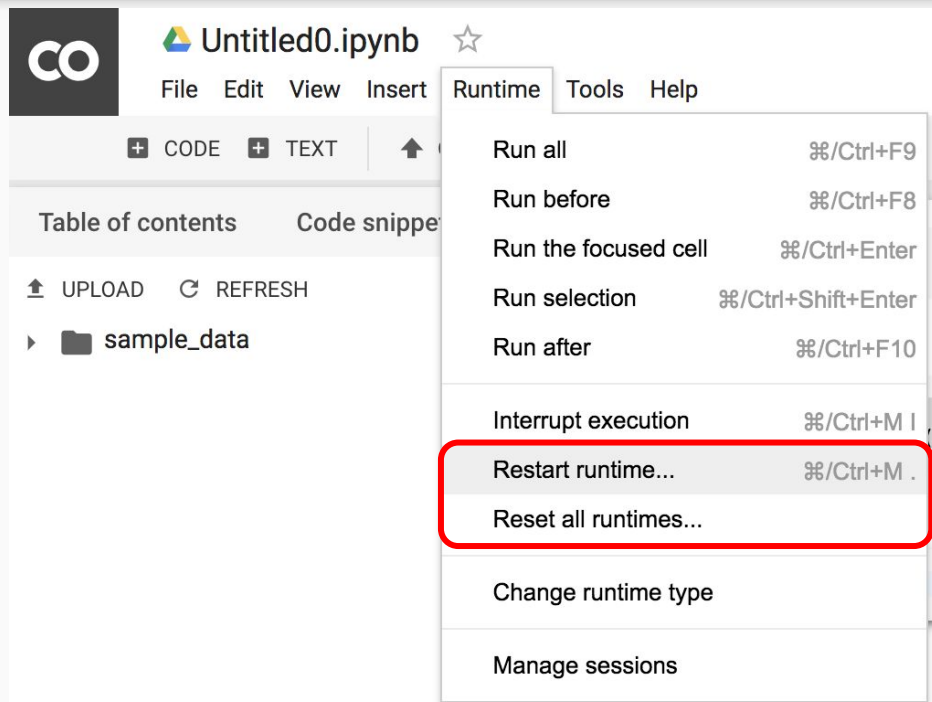 CO
Untitled0.ipynb
File Edit View Insert Runtime Tools Help
CODE TEXT
Run all ⌘/Ctrl+F9
Run before ⌘/Ctrl+F8
Table of contents Code snippe
Run the focused cell ⌘/Ctrl+Enter
UPLOAD REFRESH
Run selection ⌘/Ctrl+Shift+Enter
sample_data
Run after ⌘/Ctrl+F10
Interrupt execution ⌘/Ctrl+M I
Restart runtime... ⌘/Ctrl+M .
Reset all runtimes...
Change runtime type
Manage sessions